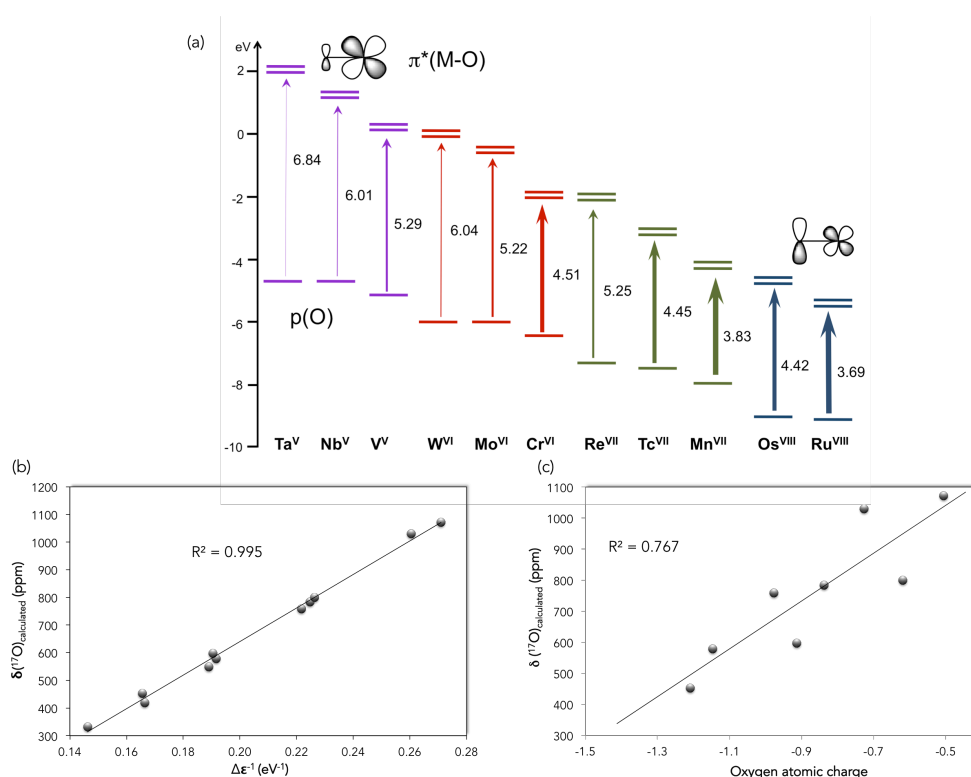 (a)
eV
π*(M-O)
2
0
-2
-4
-6
-8
-10
6.84
6.01
5.29
6.04
5.22
4.51
5.25
4.45
3.83
4.42
3.69
p(O)
Ta^V Nb^V V^V W^VI Mo^VI Cr^VI Re^VII Tc^VII Mn^VII Os^VIII Ru^VIII
(b)
1200
1100
1000
900
800
700
600
500
400
300
δ(¹⁷O)calculated (ppm)
R² = 0.995
0.14 0.16 0.18 0.20 0.22 0.24 0.26 0.28
Δε⁻¹ (eV⁻¹)
(c)
1100
1000
900
800
700
600
500
400
300
δ (¹⁷O)calculated (ppm)
R² = 0.767
-1.5 -1.3 -1.1 -0.9 -0.7 -0.5
Oxygen atomic charge